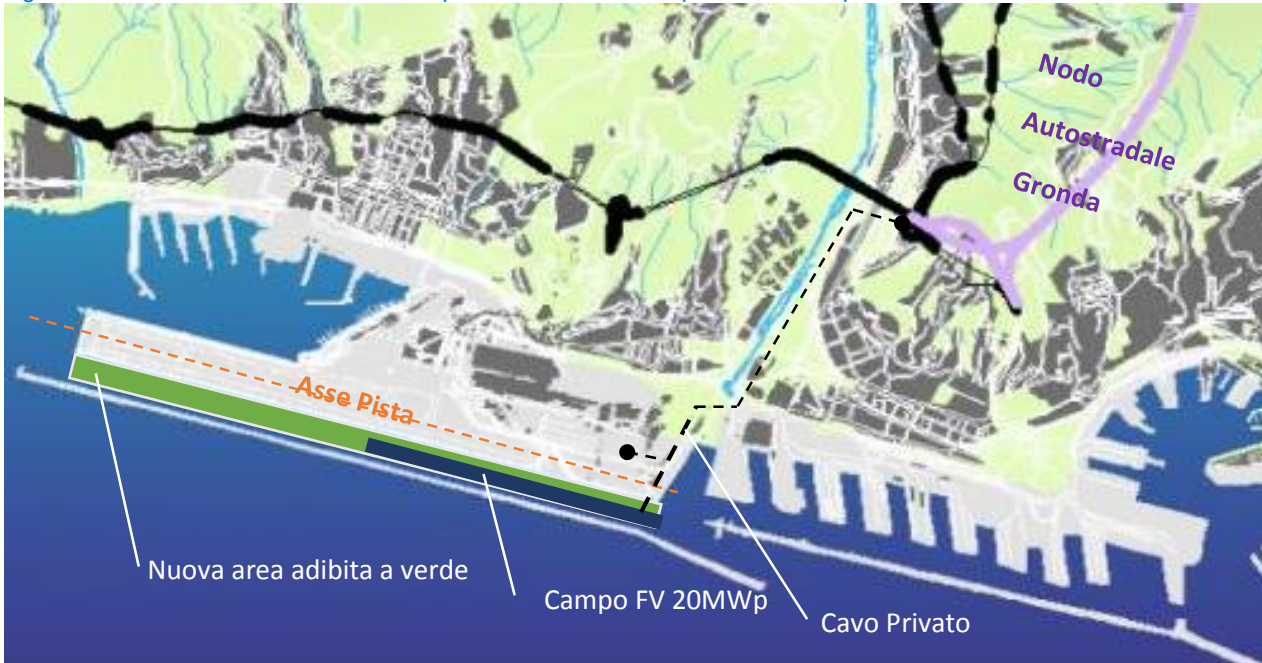 Nodo
Autostradale
Gronda
Asse Pista
Nuova area adibita a verde
Campo FV 20MWp
Cavo Privato